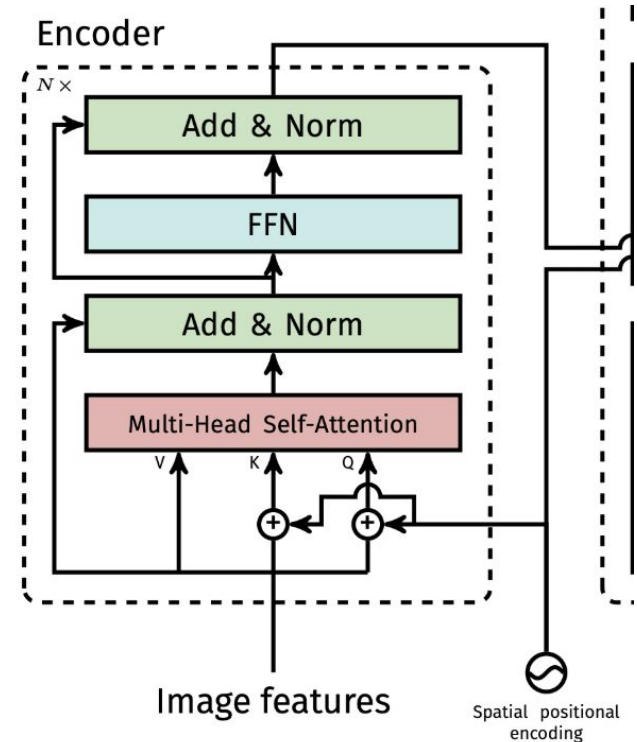 Encoder
N ×
Add & Norm
FFN
Add & Norm
Multi-Head Self-Attention
V K Q
+ +
Image features
Spatial positional
encoding